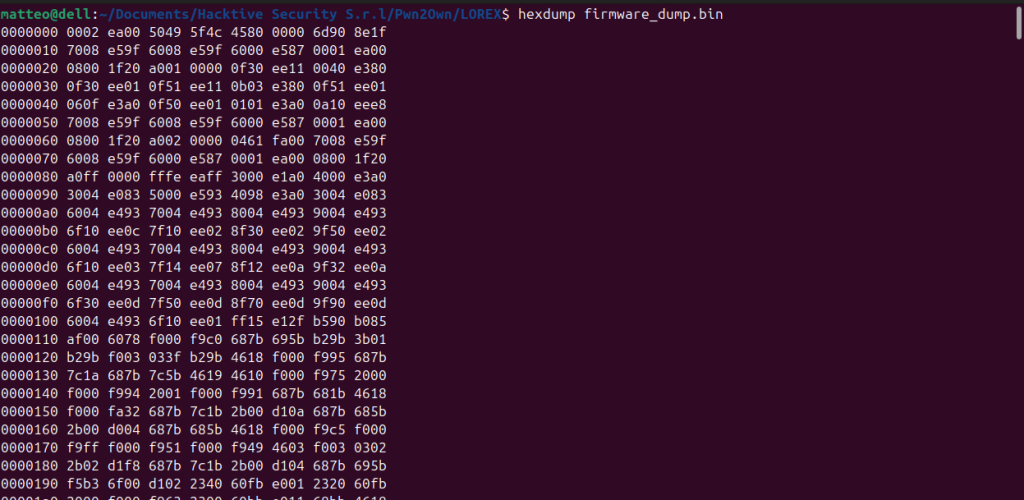 matteo@dell:~/Documents/Hacktive Security S.r.l/Pwn2Own/LOREX$ hexdump firmware_dump.bin
0000000 0002 ea00 5049 5f4c 4580 0000 6d90 8e1f
0000010 7008 e59f 6008 e59f 6000 e587 0001 ea00
0000020 0800 1f20 a001 0000 0f30 ee11 0040 e380
0000030 0f30 ee01 0f51 ee11 0b03 e380 0f51 ee01
0000040 060f e3a0 0f50 ee01 0101 e3a0 0a10 eee8
0000050 7008 e59f 6008 e59f 6000 e587 0001 ea00
0000060 0800 1f20 a002 0000 0461 fa00 7008 e59f
0000070 6008 e59f 6000 e587 0001 ea00 0800 1f20
0000080 a0ff 0000 fffe eaff 3000 e1a0 4000 e3a0
0000090 3004 e083 5000 e593 4098 e3a0 3004 e083
00000a0 6004 e493 7004 e493 8004 e493 9004 e493
00000b0 6f10 ee0c 7f10 ee02 8f30 ee02 9f50 ee02
00000c0 6004 e493 7004 e493 8004 e493 9004 e493
00000d0 6f10 ee03 7f14 ee07 8f12 ee0a 9f32 ee0a
00000e0 6004 e493 7004 e493 8004 e493 9004 e493
00000f0 6f30 ee0d 7f50 ee0d 8f70 ee0d 9f90 ee0d
0000100 6004 e493 6f10 ee01 ff15 e12f b590 b085
0000110 af00 6078 f000 f9c0 687b 695b b29b 3b01
0000120 b29b f003 033f b29b 4618 f000 f995 687b
0000130 7c1a 687b 7c5b 4619 4610 f000 f975 2000
0000140 f000 f994 2001 f000 f991 687b 681b 4618
0000150 f000 fa32 687b 7c1b 2b00 d10a 687b 685b
0000160 2b00 d004 687b 685b 4618 f000 f9c5 f000
0000170 f9ff f000 f951 f000 f949 4603 f003 0302
0000180 2b02 d1f8 687b 7c1b 2b00 d104 687b 695b
0000190 f5b3 6f00 d102 2340 60fb e001 2320 60fb